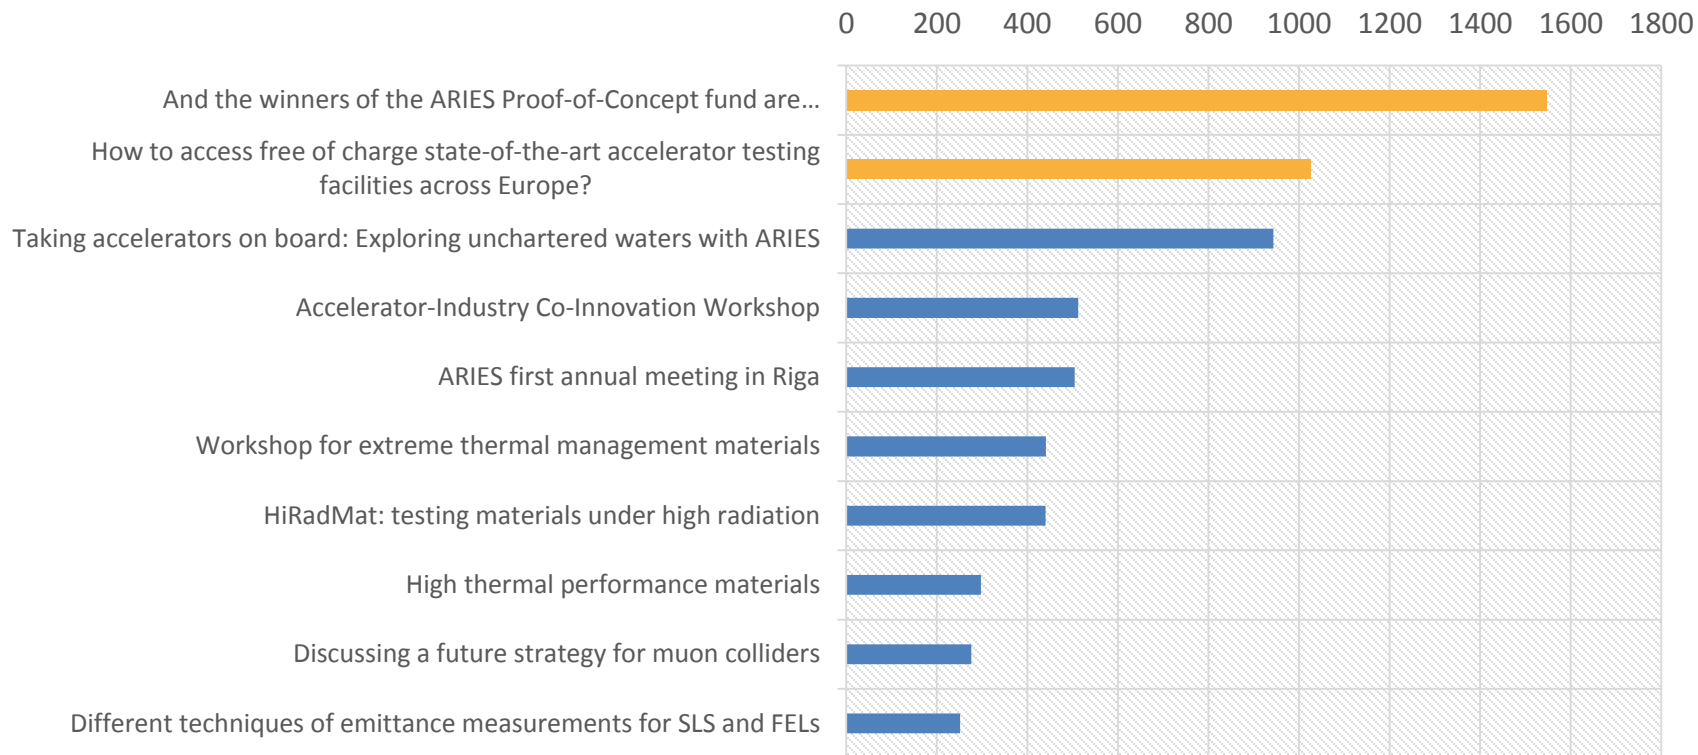 0 200 400 600 800 1000 1200 1400 1600 1800
And the winners of the ARIES Proof-of-Concept fund are...
How to access free of charge state-of-the-art accelerator testing
facilities across Europe?
Taking accelerators on board: Exploring unchartered waters with ARIES
Accelerator-Industry Co-Innovation Workshop
ARIES first annual meeting in Riga
Workshop for extreme thermal management materials
HiRadMat: testing materials under high radiation
High thermal performance materials
Discussing a future strategy for muon colliders
Different techniques of emittance measurements for SLS and FELs